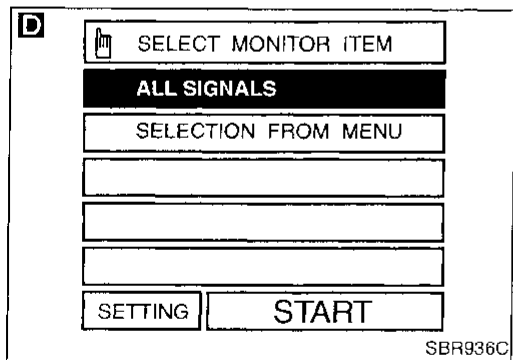 D
SELECT MONITOR ITEM
ALL SIGNALS
SELECTION FROM MENU
SETTING START
SBR936C